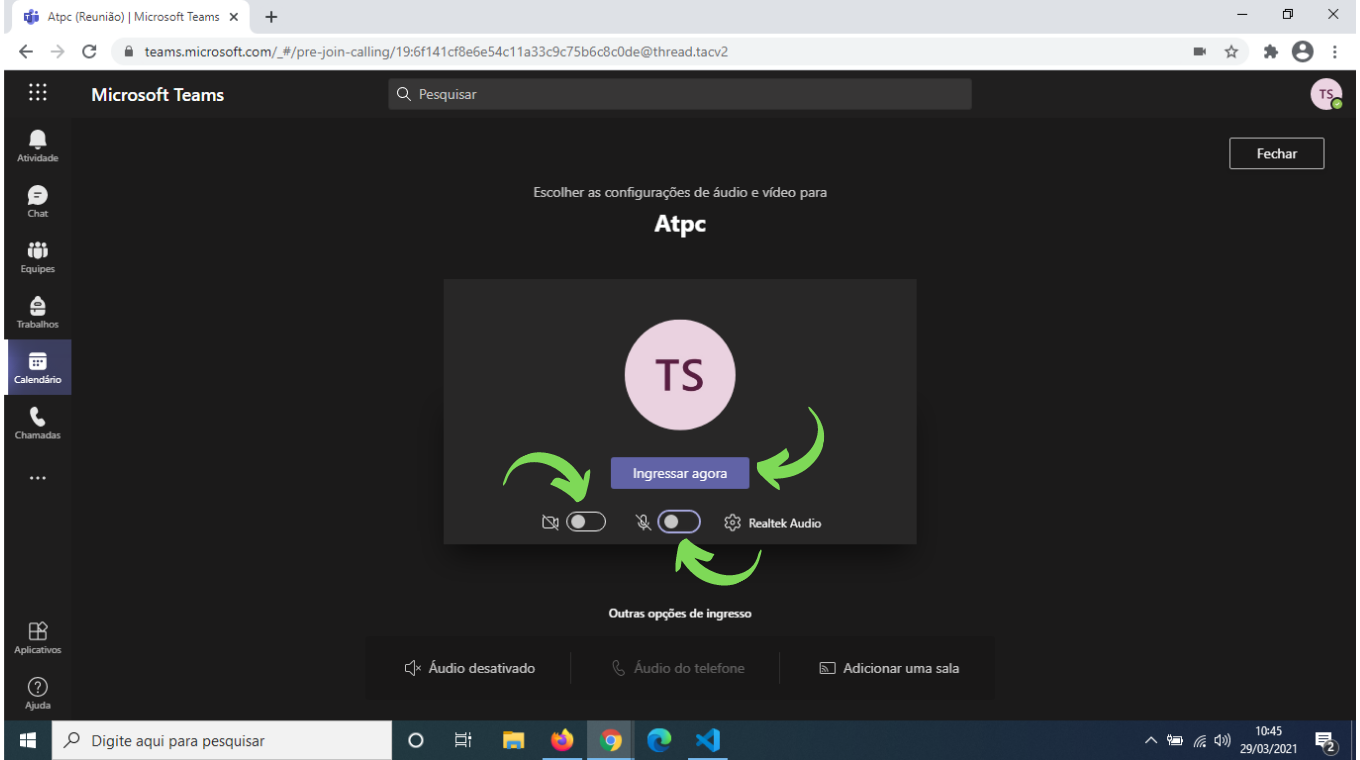 Atpc (Reunião) | Microsoft Teams
teams.microsoft.com/_#/pre-join-calling/19:6f141cf8e6e54c11a33c9c75b6c8c0de@thread.tacv2
Microsoft Teams
Pesquisar
TS
Atividade
Chat
Equipes
Trabalhos
Calendário
Chamadas
Fechar
Escolher as configurações de áudio e vídeo para
Atpc
TS
Ingressar agora
Realtek Audio
Outras opções de ingresso
Áudio desativado
Áudio do telefone
Adicionar uma sala
Aplicativos
Ajuda
Digite aqui para pesquisar
10:45
29/03/2021
2